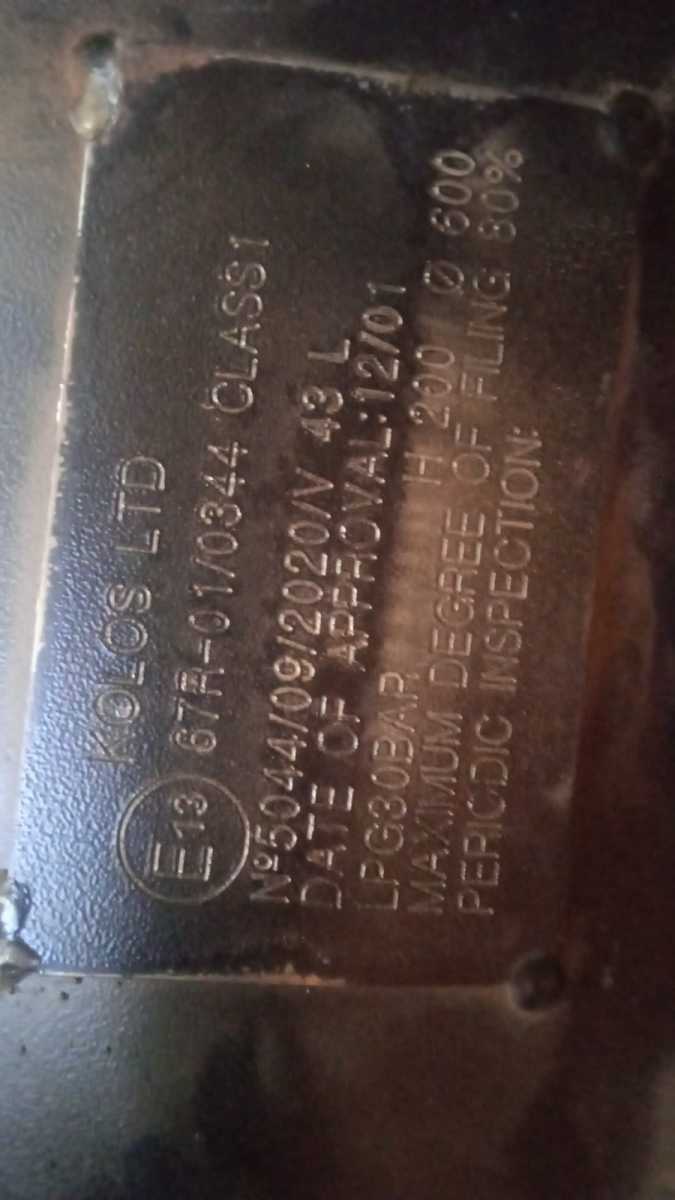 KOLOS LTD
E13 67R-01/0344 CLASS1
Nº5044/09/2020/V 43 L
DATE OF APPROVAL:12/01
LPG30BAR H 200 / Ø 600
MAXIMUM DEGREE OF FILING 80%
PERIODIC INSPECTION: